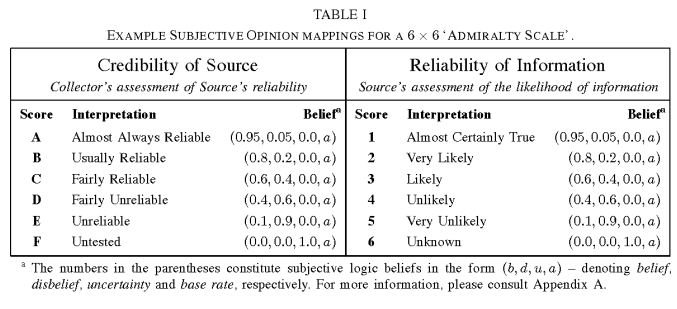 TABLE I
EXAMPLE SUBJECTIVE OPINION MAPPINGS FOR A 6 × 6 'ADMIRALTY SCALE'.
Credibility of Source
Collector's assessment of Source's reliability
Score Interpretation Belief^a
A Almost Always Reliable (0.95, 0.05, 0.0, a)
B Usually Reliable (0.8, 0.2, 0.0, a)
C Fairly Reliable (0.6, 0.4, 0.0, a)
D Fairly Unreliable (0.4, 0.6, 0.0, a)
E Unreliable (0.1, 0.9, 0.0, a)
F Untested (0.0, 0.0, 1.0, a)
Reliability of Information
Source's assessment of the likelihood of information
Score Interpretation Belief^a
1 Almost Certainly True (0.95, 0.05, 0.0, a)
2 Very Likely (0.8, 0.2, 0.0, a)
3 Likely (0.6, 0.4, 0.0, a)
4 Unlikely (0.4, 0.6, 0.0, a)
5 Very Unlikely (0.1, 0.9, 0.0, a)
6 Unknown (0.0, 0.0, 1.0, a)
^a The numbers in the parentheses constitute subjective logic beliefs in the form (b, d, u, a) – denoting belief,
disbelief, uncertainty and base rate, respectively. For more information, please consult Appendix A.